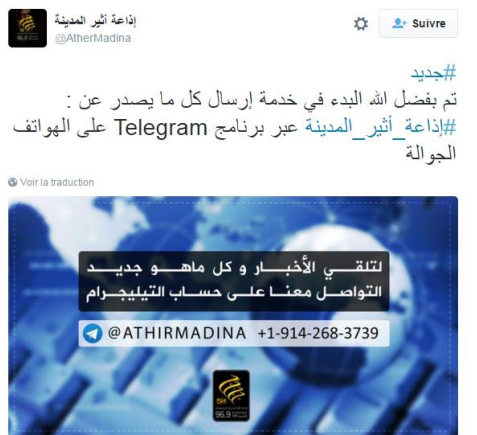 إذاعة أثير المدينة
@AtherMadina
Suivre
#جديد
تم بفضل الله البدء في خدمة إرسال كل ما يصدر عن :
#إذاعة_أثير_المدينة عبر برنامج Telegram على الهواتف
الجوالة
Voir la traduction
لتلقي الأخبار و كل ماهو جديد
التواصل معنا على حساب التيليجرام
@ATHIRMADINA +1-914-268-3739
96.9